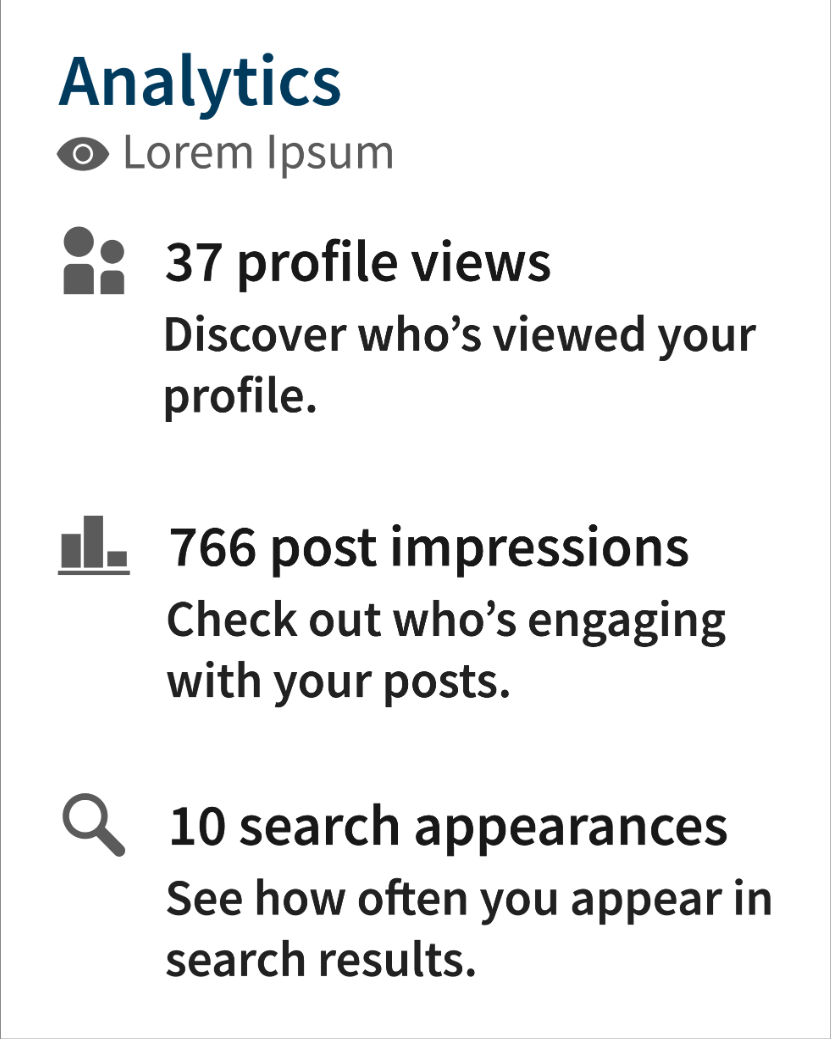 Analytics
Lorem Ipsum
37 profile views
Discover who’s viewed your
profile.
766 post impressions
Check out who’s engaging
with your posts.
10 search appearances
See how often you appear in
search results.